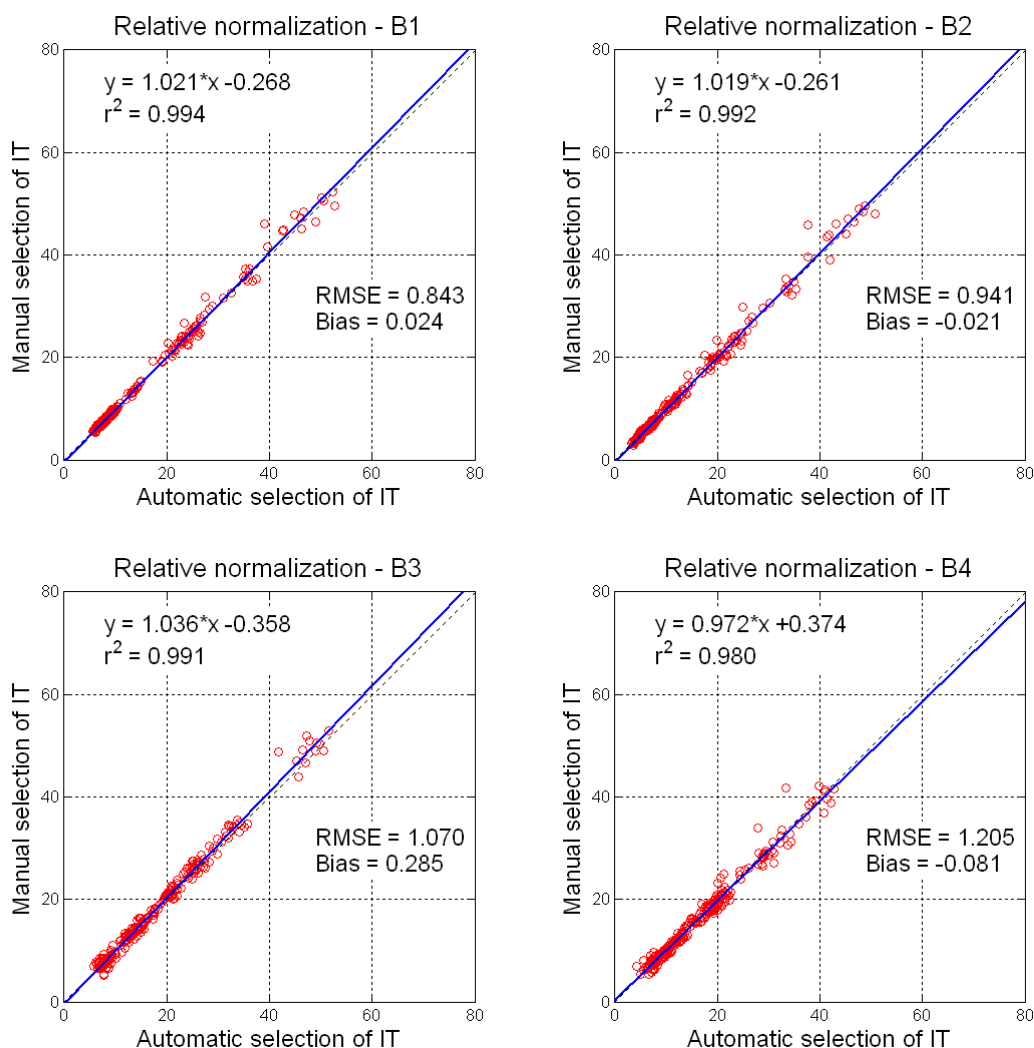 Relative normalization - B1
80
60
40
20
0
0 20 40 60 80
Manual selection of IT
Automatic selection of IT
y = 1.021*x -0.268
r² = 0.994
RMSE = 0.843
Bias = 0.024
Relative normalization - B2
80
60
40
20
0
0 20 40 60 80
Manual selection of IT
Automatic selection of IT
y = 1.019*x -0.261
r² = 0.992
RMSE = 0.941
Bias = -0.021
Relative normalization - B3
80
60
40
20
0
0 20 40 60 80
Manual selection of IT
Automatic selection of IT
y = 1.036*x -0.358
r² = 0.991
RMSE = 1.070
Bias = 0.285
Relative normalization - B4
80
60
40
20
0
0 20 40 60 80
Manual selection of IT
Automatic selection of IT
y = 0.972*x +0.374
r² = 0.980
RMSE = 1.205
Bias = -0.081